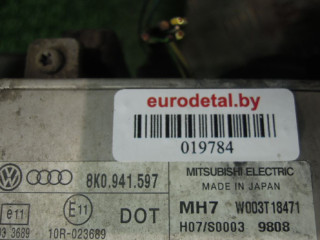 eurodetal.by
019784
8K0.941.597
MITSUBISHI ELECTRIC
MADE IN JAPAN
e11
E11
DOT
MH7 W003T18471
10R-023689
H07/S0003 9808